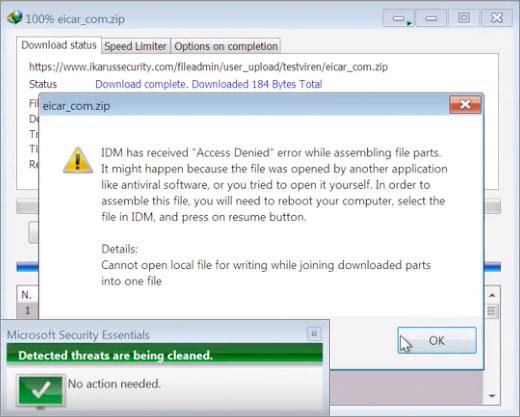 100% eicar_com.zip
Download status Speed Limiter Options on completion
https://www.ikarussecurity.com/fileadmin/user_upload/testviren/eicar_com.zip
Status Download complete. Downloaded 184 Bytes Total
eicar_com.zip
IDM has received "Access Denied" error while assembling file parts.
It might happen because the file was opened by another application
like antiviral software, or you tried to open it yourself. In order to
assemble this file, you will need to reboot your computer, select the
file in IDM, and press on resume button.
Details:
Cannot open local file for writing while joining downloaded parts
into one file
OK
N.
1
Microsoft Security Essentials
Detected threats are being cleaned.
No action needed.